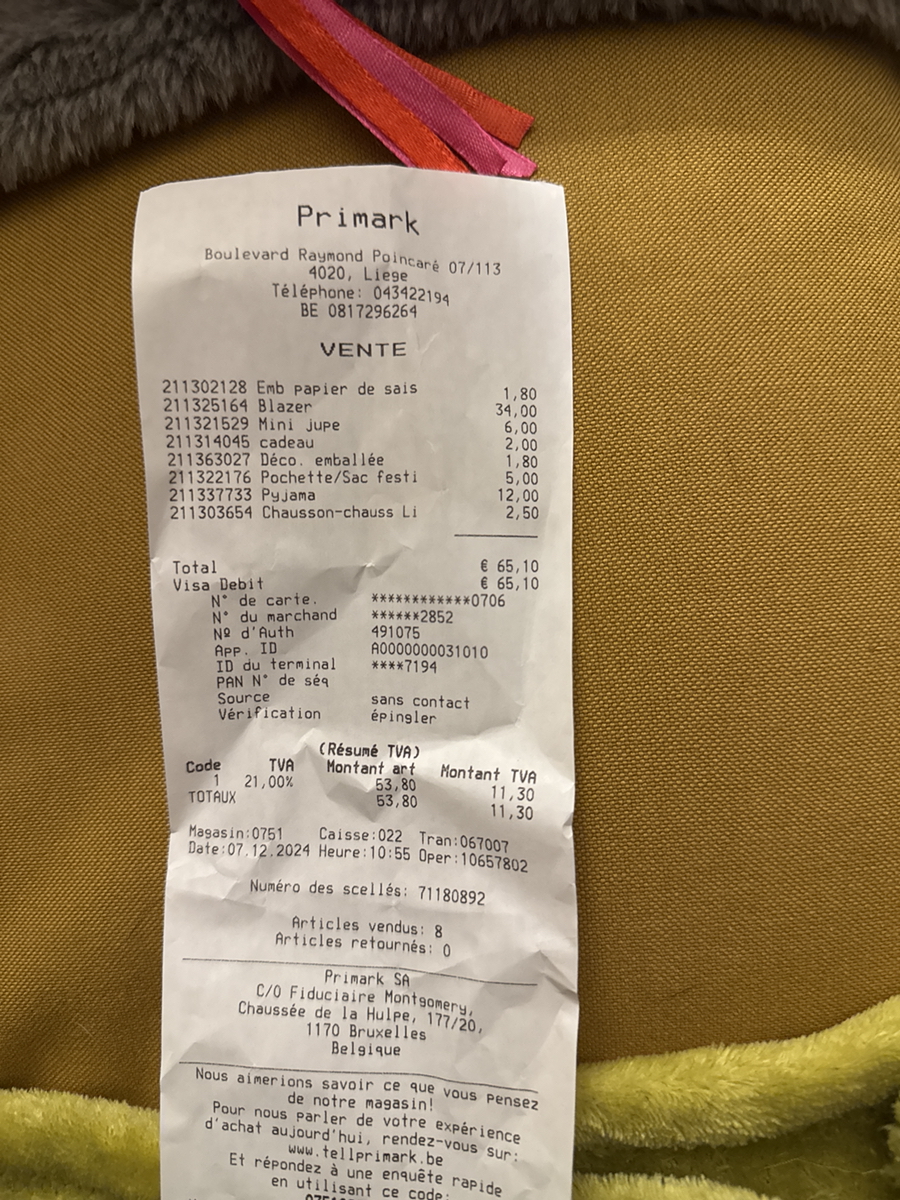 Primark
Boulevard Raymond Poincaré 07/113
4020, Liege
Téléphone: 043422194
BE 0817296264
VENTE
211302128 Emb papier de sais 1,80
211325164 Blazer 34,00
211321529 Mini jupe 6,00
211314045 cadeau 2,00
211363027 Déco. emballée 1,80
211322176 Pochette/Sac festi 5,00
211337733 Pyjama 12,00
211303654 Chausson-chauss Li 2,50
Total € 65,10
Visa Debit € 65,10
N° de carte. ************0706
N° du marchand ******2852
Nº d'Auth 491075
App. ID A0000000031010
ID du terminal ****7194
PAN N° de séq
Source sans contact
Vérification épingler
(Résumé TVA)
Code TVA Montant art Montant TVA
1 21,00% 53,80 11,30
TOTAUX 53,80 11,30
Magasin:0751 Caisse:022 Tran:067007
Date:07.12.2024 Heure:10:55 Oper:10657802
Numéro des scellés: 71180892
Articles vendus: 8
Articles retournés: 0
Primark SA
C/O Fiduciaire Montgomery,
Chaussée de la Hulpe, 177/20,
1170 Bruxelles
Belgique
Nous aimerions savoir ce que vous pensez
de notre magasin!
Pour nous parler de votre expérience
d'achat aujourd'hui, rendez-vous sur:
www.tellprimark.be
Et répondez à une enquête rapide
en utilisant ce code: